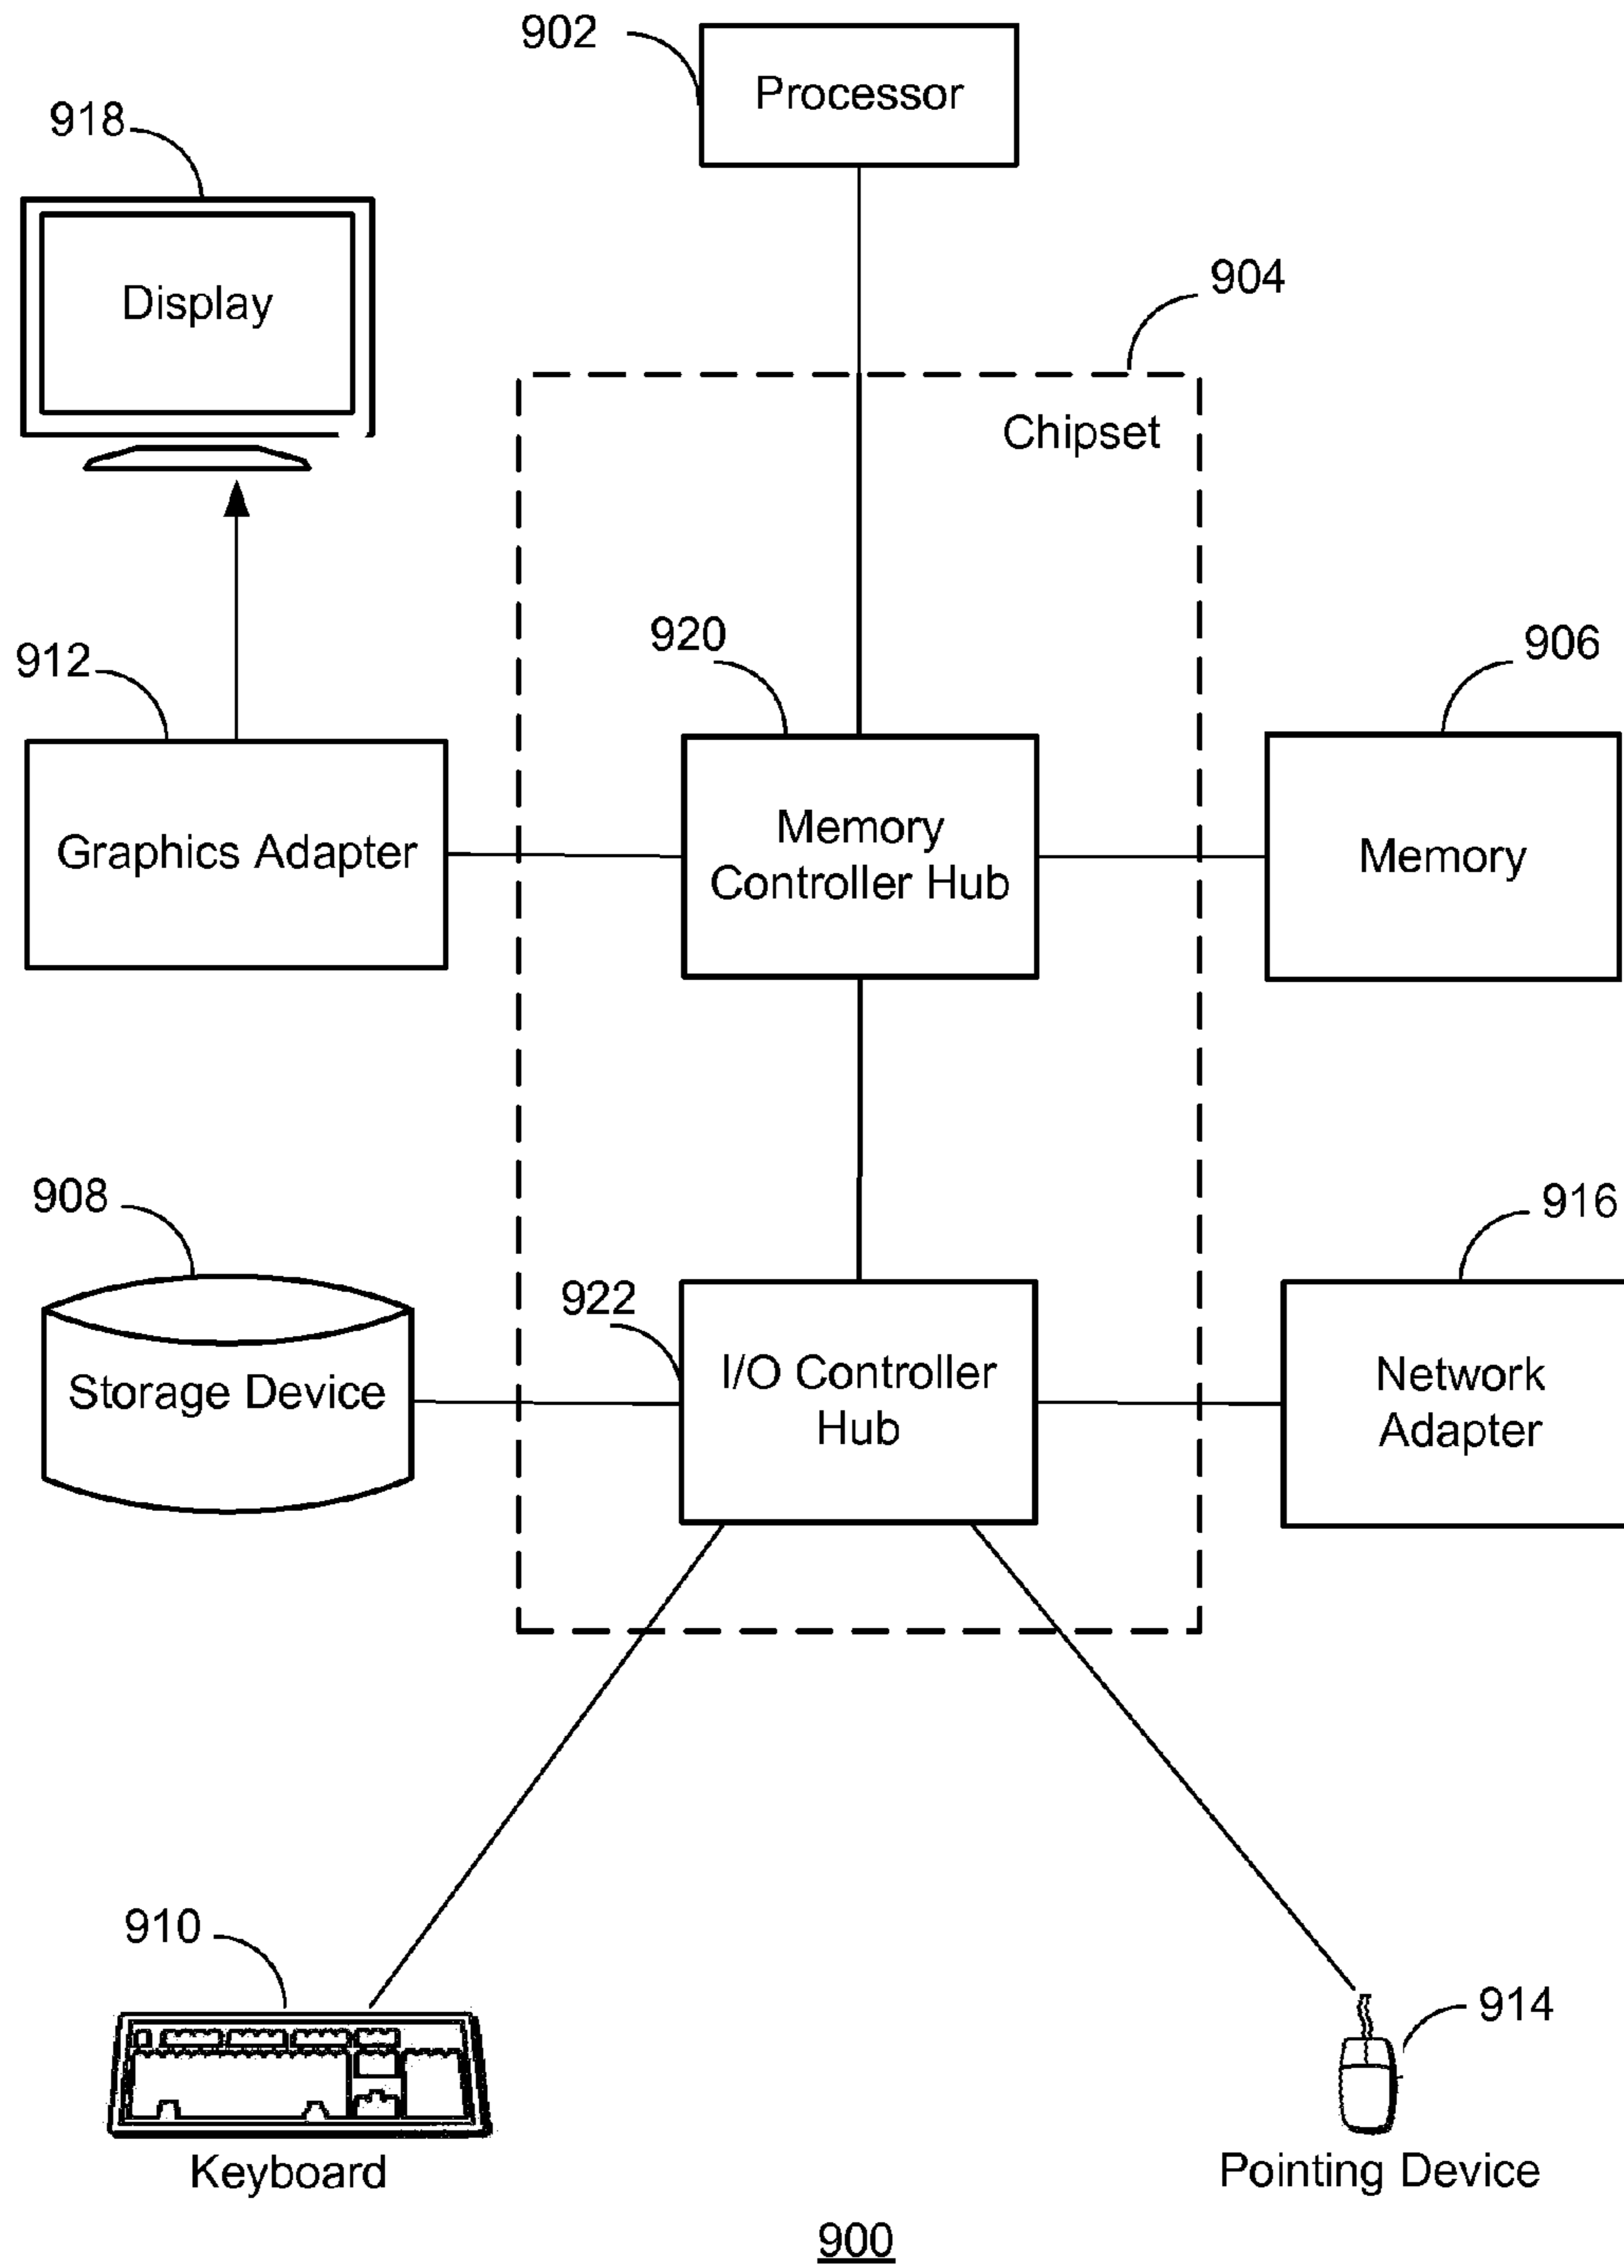 902
Processor
918
Display
904
Chipset
920
906
912
Memory
Controller Hub
Graphics Adapter
Memory
908
916
922
I/O Controller
Hub
Storage Device
Network
Adapter
910
914
Keyboard
Pointing Device
900